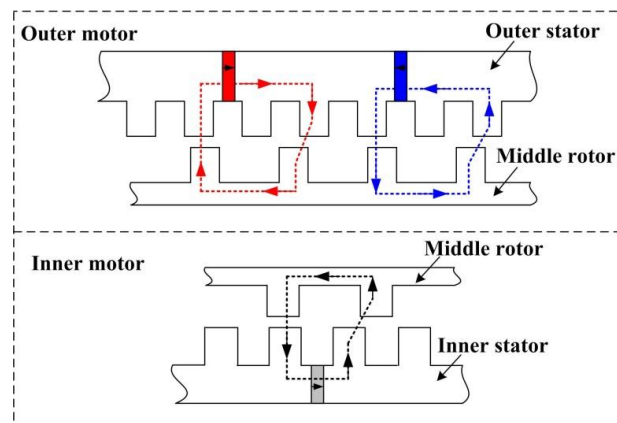 Outer motor
Outer stator
Middle rotor
Inner motor
Middle rotor
Inner stator